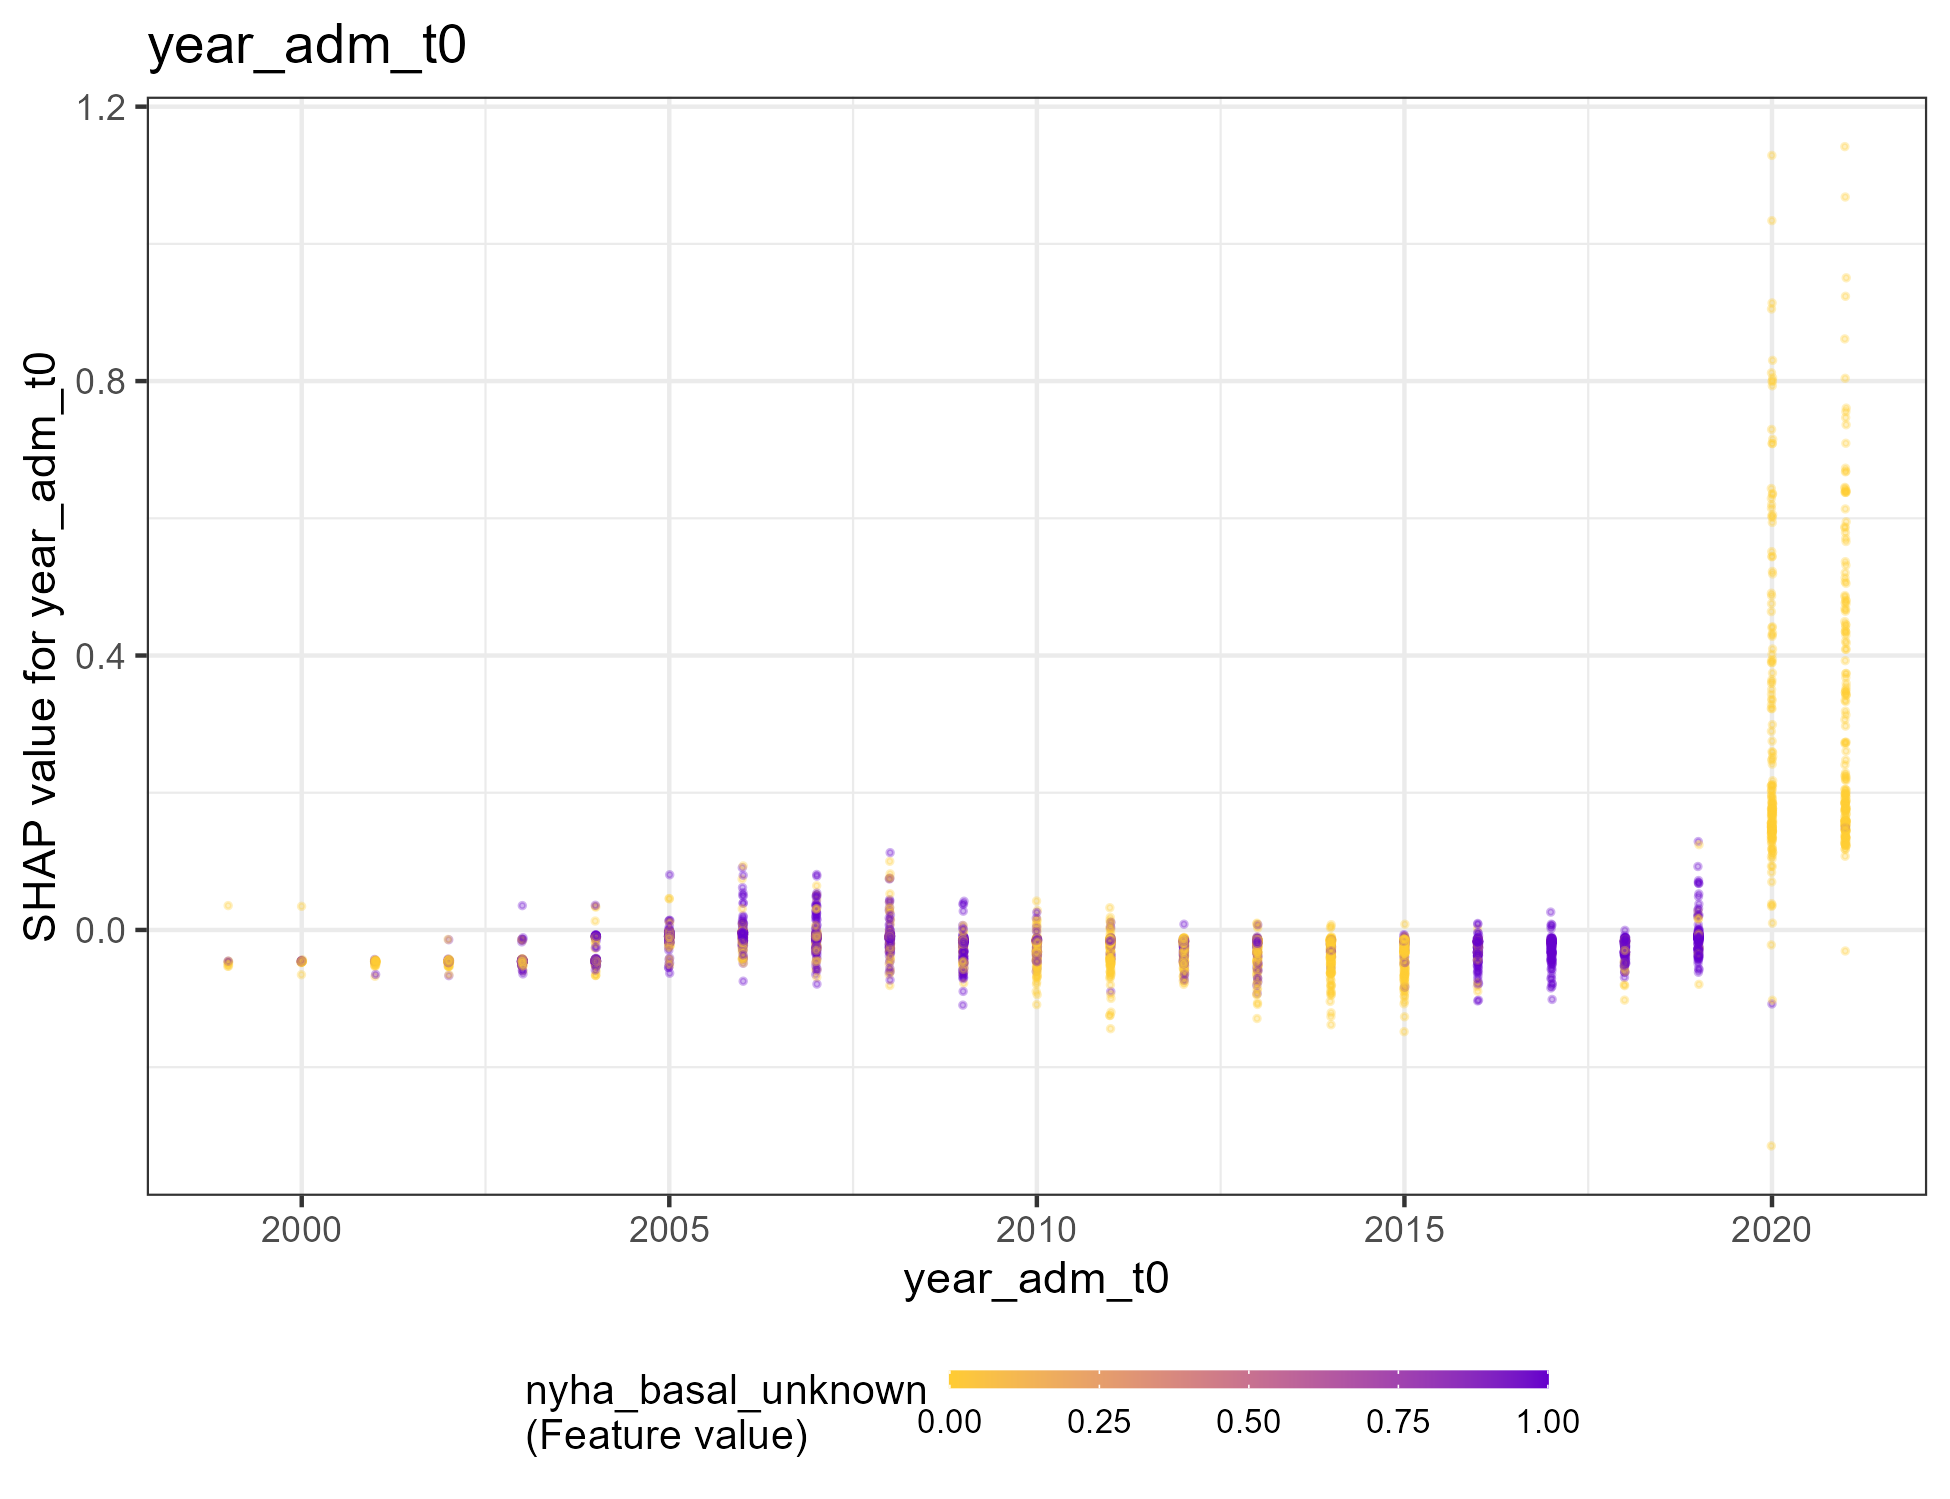 year_adm_t0
1.2
0.8
0.4
0.0
SHAP value for year_adm_t0
2000 2005 2010 2015 2020
year_adm_t0
nyha_basal_unknown
(Feature value)
0.00 0.25 0.50 0.75 1.00